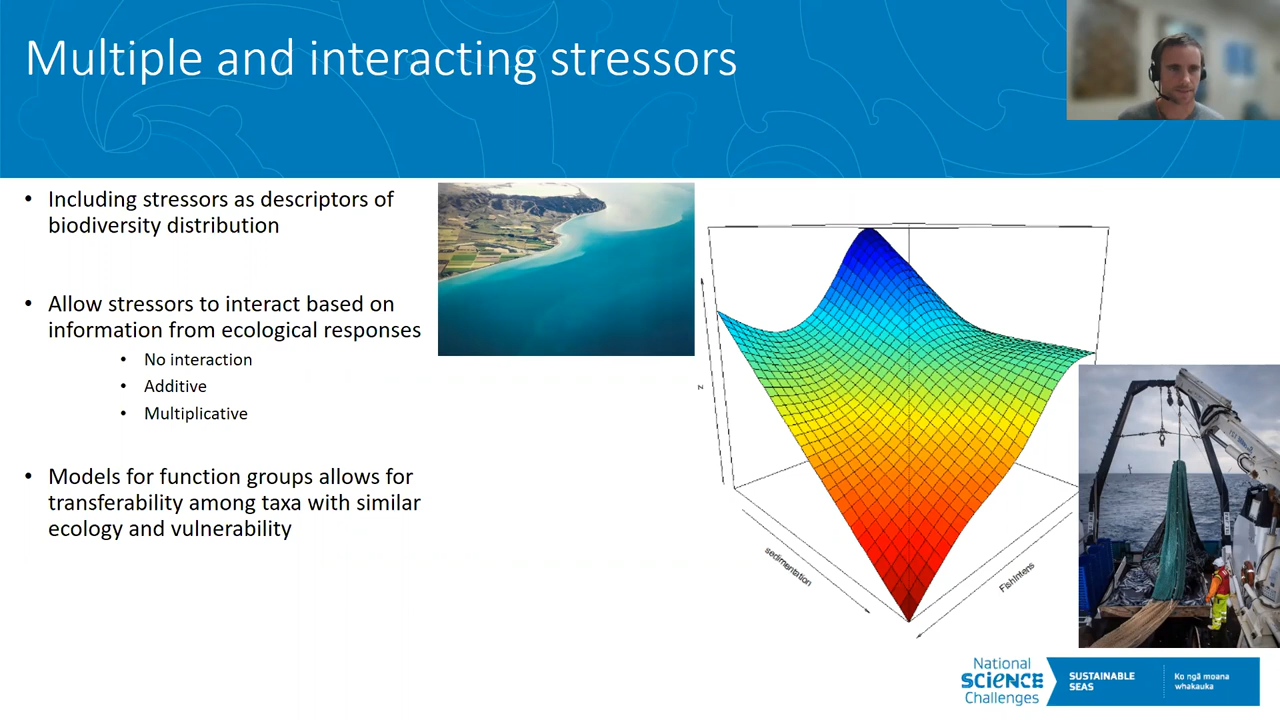 Multiple and interacting stressors
• Including stressors as descriptors of
biodiversity distribution
• Allow stressors to interact based on
information from ecological responses
• No interaction
• Additive
• Multiplicative
• Models for function groups allows for
transferability among taxa with similar
ecology and vulnerability
z
sedimentation
FishIntens
National
SCIENCE
Challenges
SUSTAINABLE
SEAS
Ko ngā moana
whakauka